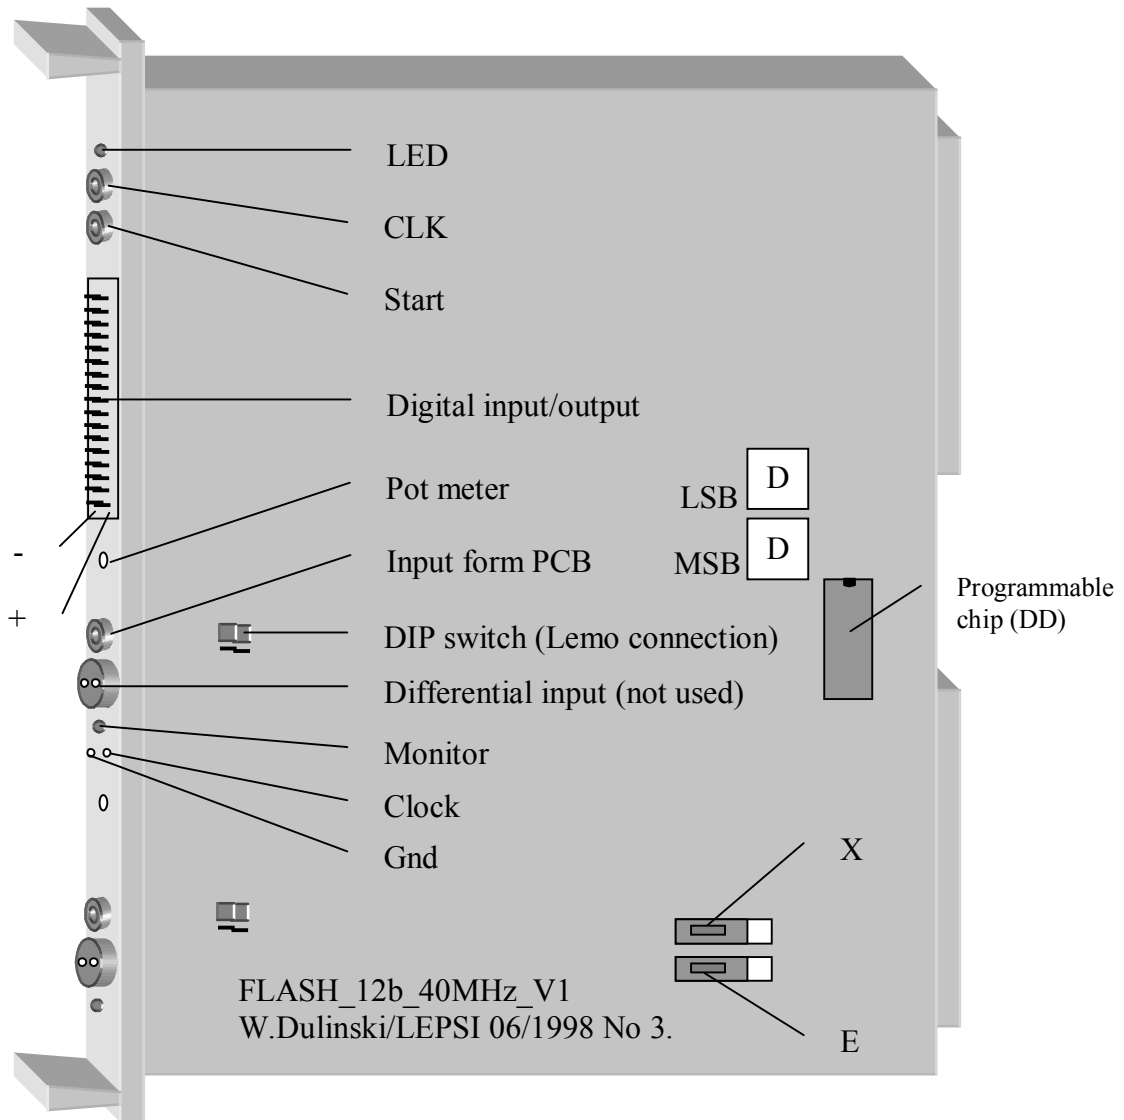 LED
CLK
Start
Digital input/output
Pot meter
LSB D
MSB D
-
Input form PCB
Programmable
chip (DD)
+
DIP switch (Lemo connection)
Differential input (not used)
Monitor
Clock
Gnd
X
FLASH_12b_40MHz_V1
W.Dulinski/LEPSI 06/1998 No 3.
E